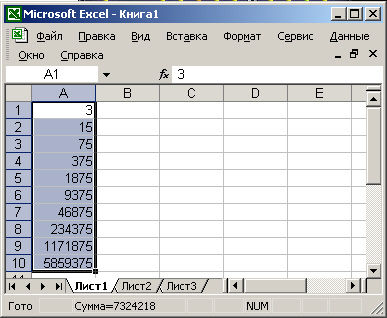 Microsoft Excel - Книга1
Файл Правка Вид Вставка Формат Сервис Данные
Окно Справка
A1 fx 3
A B C D E
1 3
2 15
3 75
4 375
5 1875
6 9375
7 46875
8 234375
9 1171875
10 5859375
Лист1 Лист2 Лист3
Гото Сумма=7324218 NUM